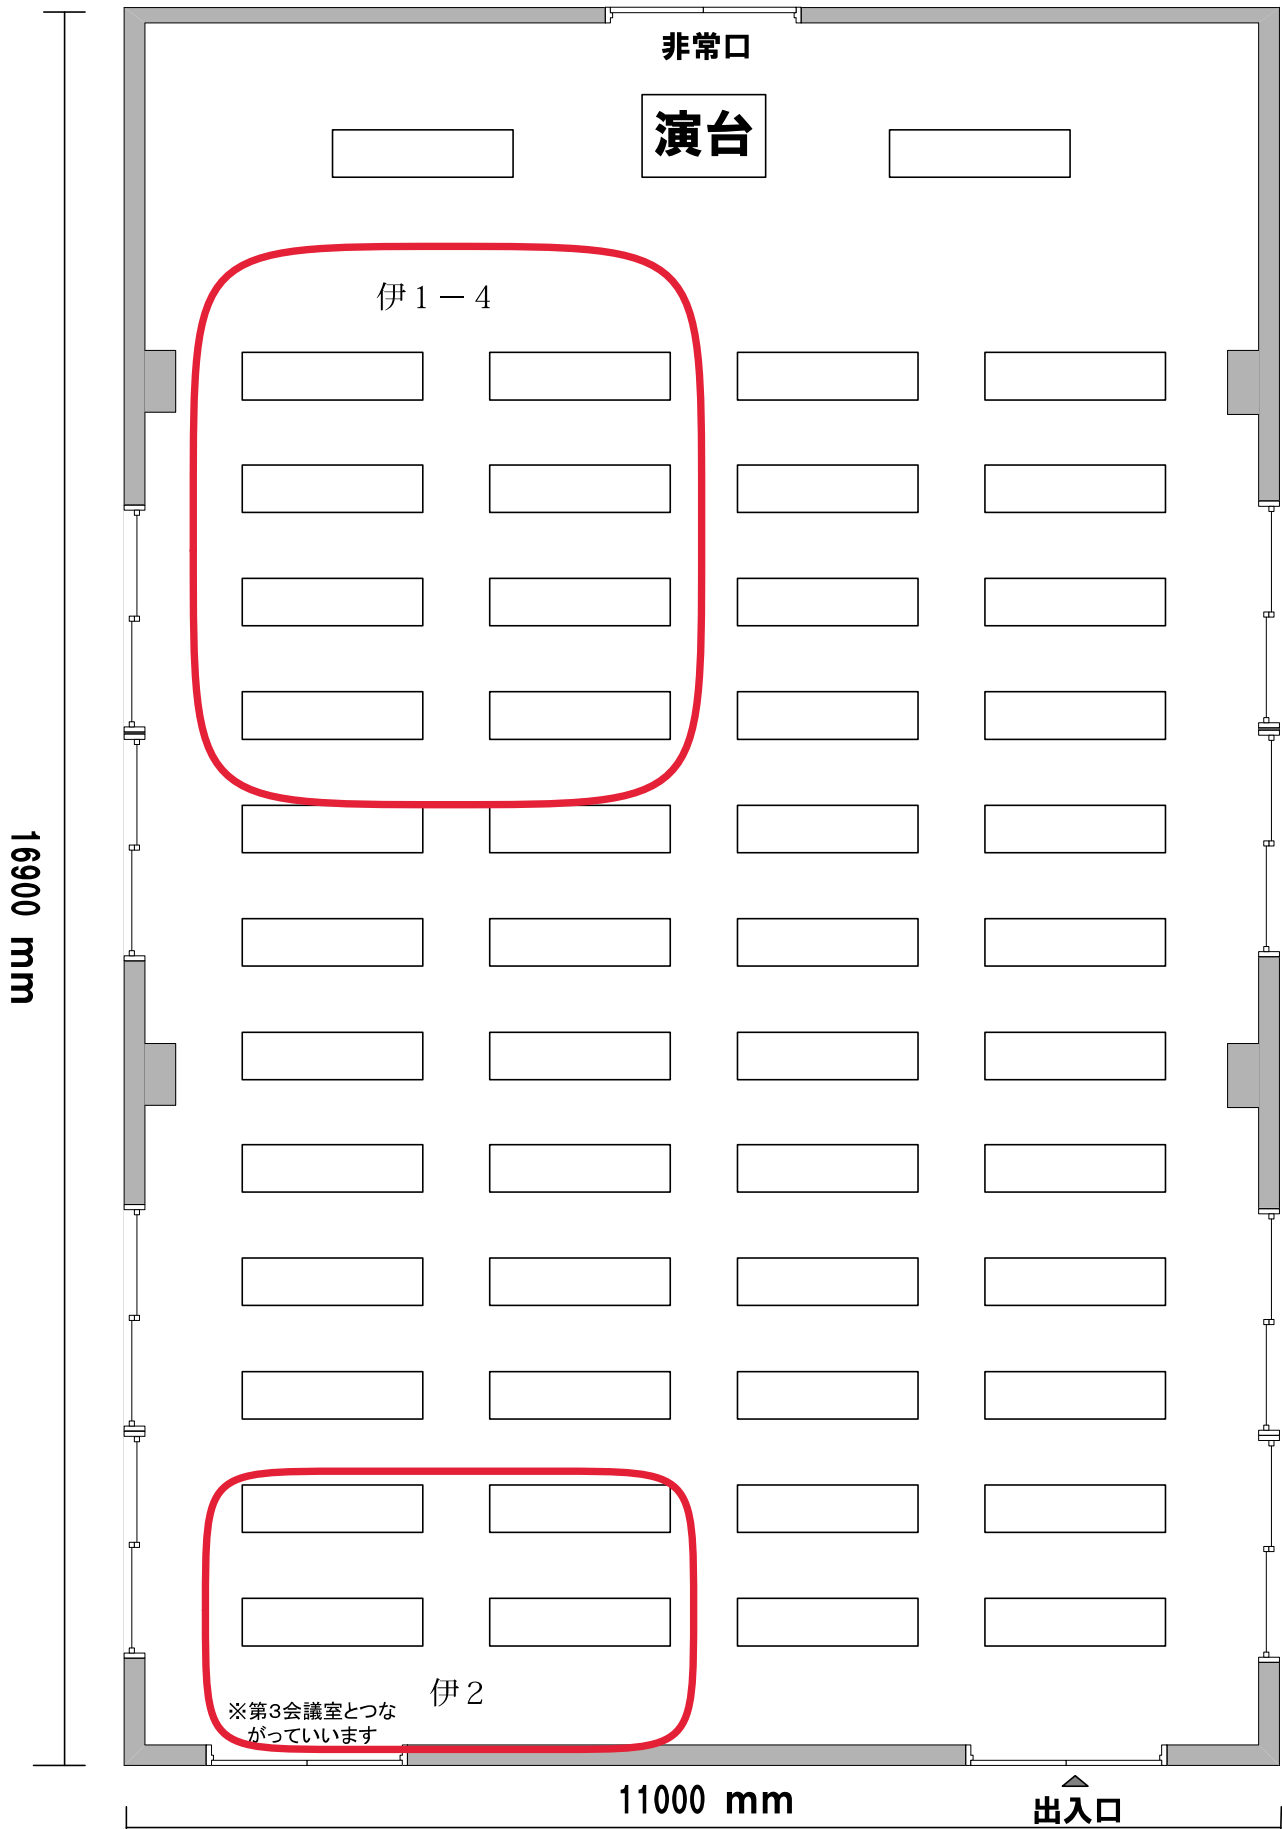 非常口
演台
伊1－4
16900 mm
伊2
※第3会議室とつな
がっていいます
11000 mm
出入口